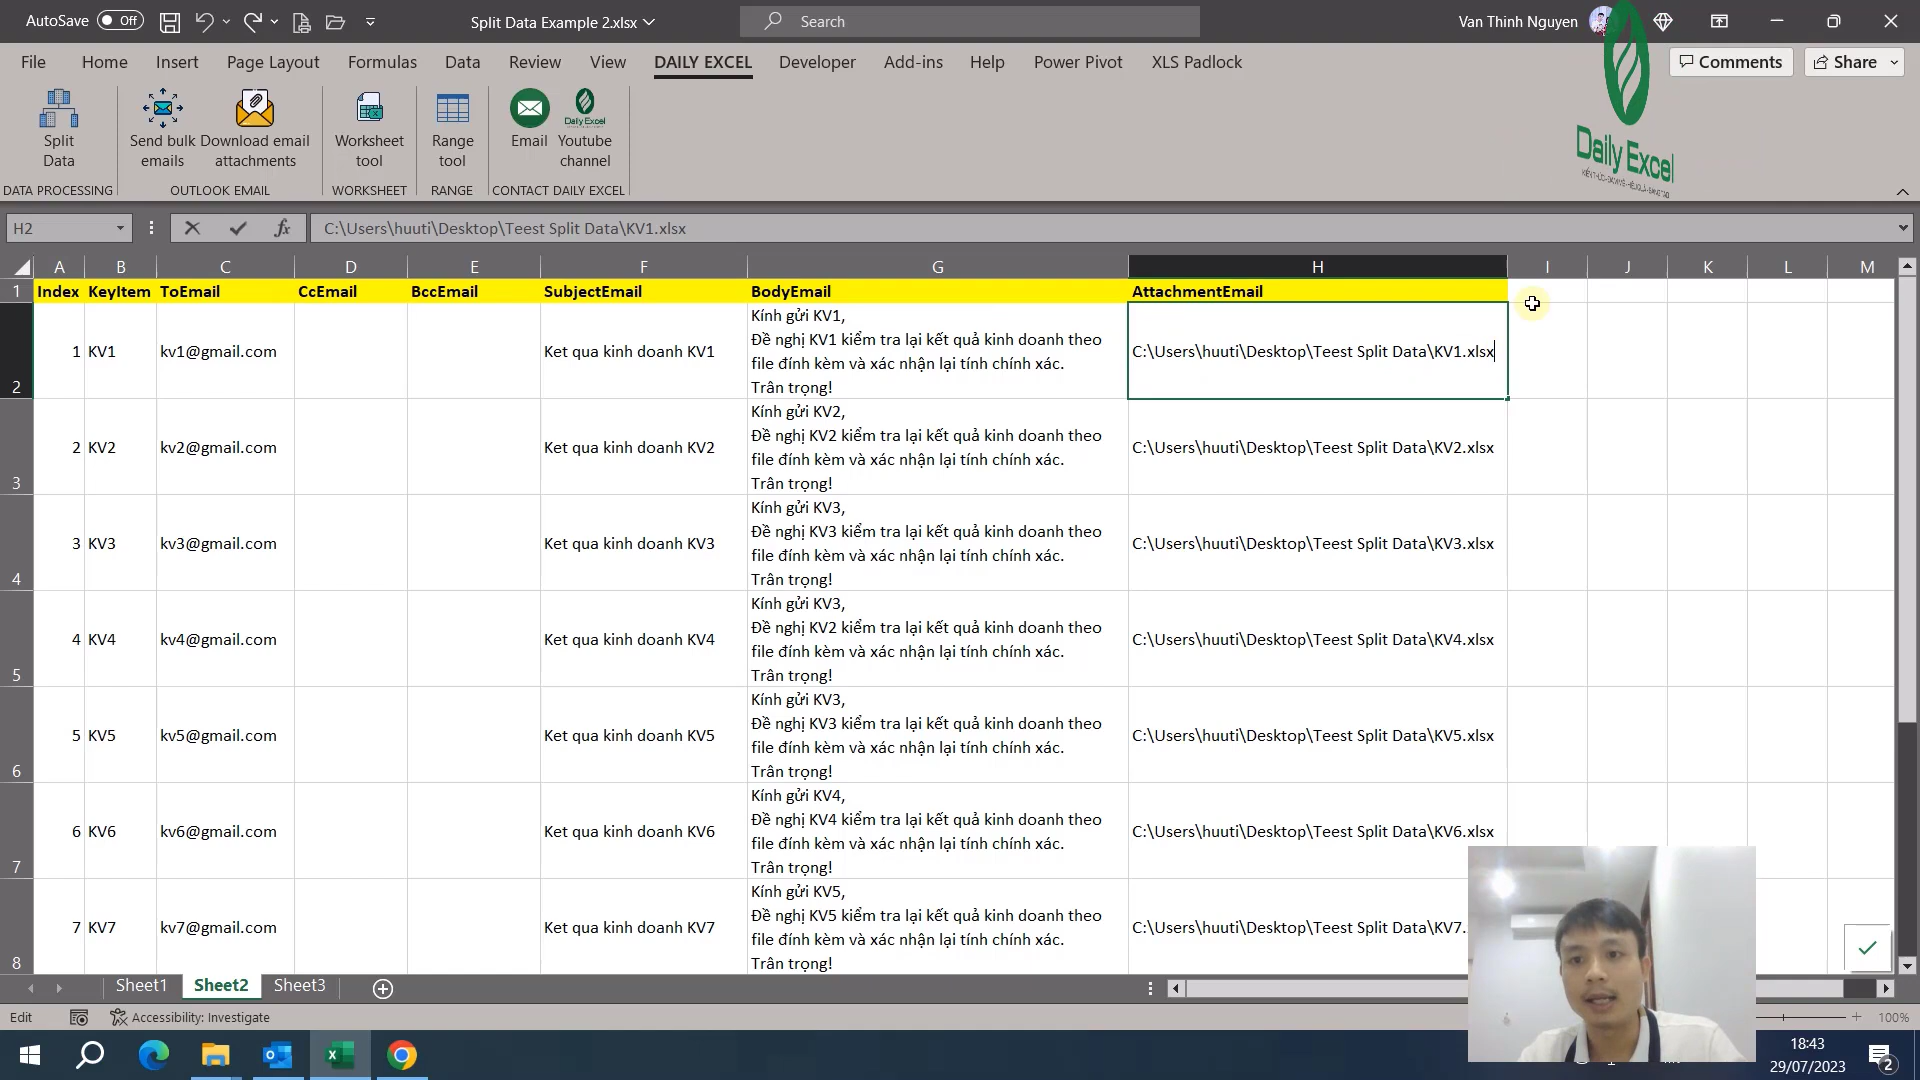 AutoSave Off Split Data Example 2.xlsx Search Van Thinh Nguyen
File Home Insert Page Layout Formulas Data Review View DAILY EXCEL Developer Add-ins Help Power Pivot XLS Padlock Comments Share
Split Data
Send bulk emails
Download email attachments
Worksheet tool
Range tool
Email
Daily Excel
Youtube channel
DATA PROCESSING OUTLOOK EMAIL WORKSHEET RANGE CONTACT DAILY EXCEL
Daily Excel
H2 fx C:\Users\huuti\Desktop\Teest Split Data\KV1.xlsx
A B C D E F G H I J K L M
1 Index KeyItem ToEmail CcEmail BccEmail SubjectEmail BodyEmail AttachmentEmail
Kính gửi KV1,
Đề nghị KV1 kiểm tra lại kết quả kinh doanh theo
1 KV1 kv1@gmail.com Ket qua kinh doanh KV1 C:\Users\huuti\Desktop\Teest Split Data\KV1.xlsx
file đính kèm và xác nhận lại tính chính xác.
2 Trân trọng!
Kính gửi KV2,
Đề nghị KV2 kiểm tra lại kết quả kinh doanh theo
2 KV2 kv2@gmail.com Ket qua kinh doanh KV2 C:\Users\huuti\Desktop\Teest Split Data\KV2.xlsx
file đính kèm và xác nhận lại tính chính xác.
3 Trân trọng!
Kính gửi KV3,
Đề nghị KV3 kiểm tra lại kết quả kinh doanh theo
3 KV3 kv3@gmail.com Ket qua kinh doanh KV3 C:\Users\huuti\Desktop\Teest Split Data\KV3.xlsx
file đính kèm và xác nhận lại tính chính xác.
4 Trân trọng!
Kính gửi KV3,
Đề nghị KV2 kiểm tra lại kết quả kinh doanh theo
4 KV4 kv4@gmail.com Ket qua kinh doanh KV4 C:\Users\huuti\Desktop\Teest Split Data\KV4.xlsx
file đính kèm và xác nhận lại tính chính xác.
5 Trân trọng!
Kính gửi KV3,
Đề nghị KV3 kiểm tra lại kết quả kinh doanh theo
5 KV5 kv5@gmail.com Ket qua kinh doanh KV5 C:\Users\huuti\Desktop\Teest Split Data\KV5.xlsx
file đính kèm và xác nhận lại tính chính xác.
6 Trân trọng!
Kính gửi KV4,
Đề nghị KV4 kiểm tra lại kết quả kinh doanh theo
6 KV6 kv6@gmail.com Ket qua kinh doanh KV6 C:\Users\huuti\Desktop\Teest Split Data\KV6.xlsx
file đính kèm và xác nhận lại tính chính xác.
7 Trân trọng!
Kính gửi KV5,
Đề nghị KV5 kiểm tra lại kết quả kinh doanh theo
7 KV7 kv7@gmail.com Ket qua kinh doanh KV7 C:\Users\huuti\Desktop\Teest Split Data\KV7.
file đính kèm và xác nhận lại tính chính xác.
8 Trân trọng!
Sheet1 Sheet2 Sheet3
Edit Accessibility: Investigate 100%
18:43
29/07/2023 2